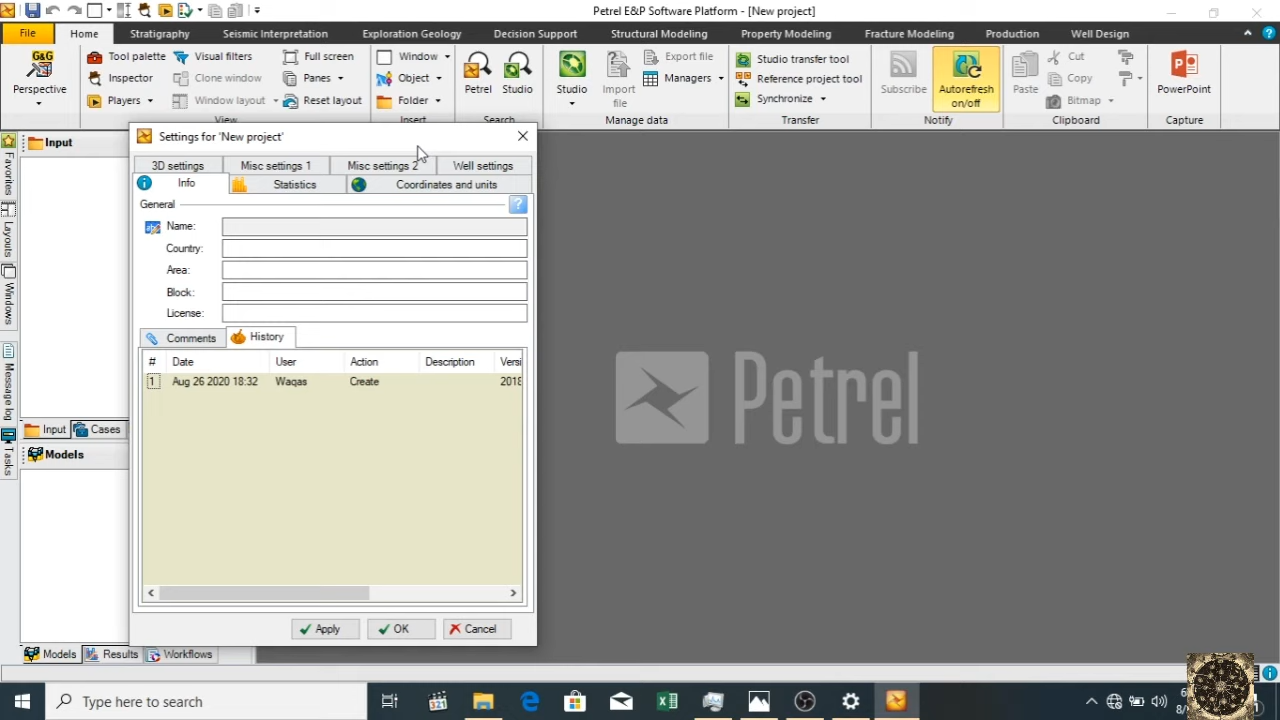 Petrel E&P Software Platform - [New project]
File Home Stratigraphy Seismic Interpretation Exploration Geology Decision Support Structural Modeling Property Modeling Fracture Modeling Production Well Design
G&G
Perspective
Tool palette Visual filters Full screen
Inspector Clone window Panes
Players Window layout Reset layout
View
Window
Object
Folder
Insert
Petrel Studio
Search
Studio
Import file
Export file
Managers
Manage data
Studio transfer tool
Reference project tool
Synchronize
Transfer
Subscribe
Autorefresh on/off
Notify
Paste
Cut
Copy
Bitmap
Clipboard
PowerPoint
Capture
Favorites
Layouts
Windows
Message log
Tasks
Input
Input Cases
Models
Models Results Workflows
Settings for 'New project'
3D settings Misc settings 1 Misc settings 2 Well settings
Info Statistics Coordinates and units
General
Name:
Country:
Area:
Block:
License:
Comments History
# Date User Action Description Versi
1 Aug 26 2020 18:32 Waqas Create 2018
Apply OK Cancel
Petrel
Type here to search
321